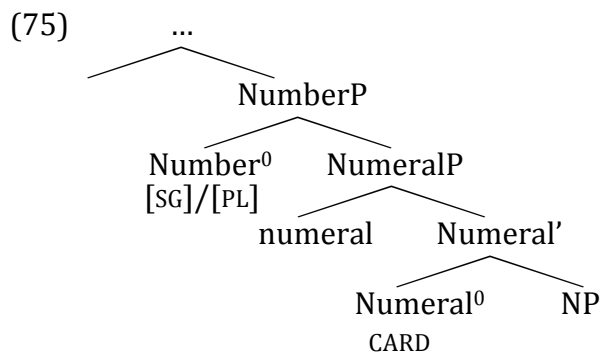 (75) ...
NumberP
Number⁰ NumeralP
[SG]/[PL]
numeral Numeral’
Numeral⁰ NP
CARD